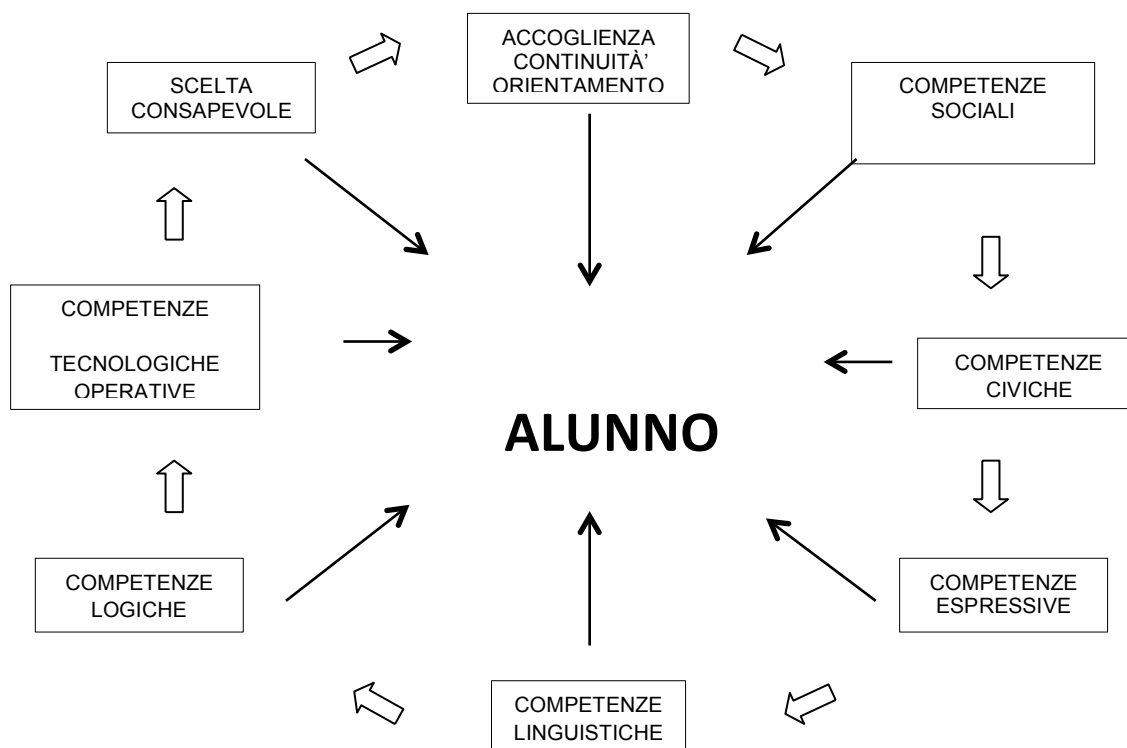 ACCOGLIENZA
CONTINUITÀ’
ORIENTAMENTO
SCELTA
CONSAPEVOLE
COMPETENZE
SOCIALI
COMPETENZE
TECNOLOGICHE
OPERATIVE
COMPETENZE
CIVICHE
ALUNNO
COMPETENZE
LOGICHE
COMPETENZE
ESPRESSIVE
COMPETENZE
LINGUISTICHE